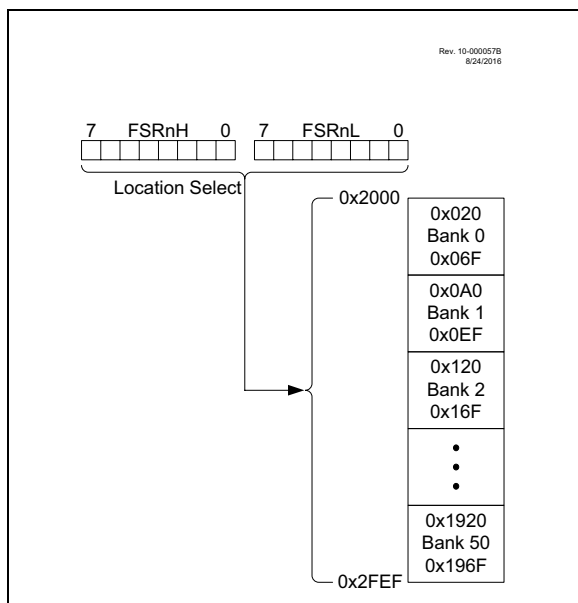 Rev. 10-000057B
8/24/2016
7 FSRnH 0 7 FSRnL 0
Location Select
0x2000
0x020
Bank 0
0x06F
0x0A0
Bank 1
0x0EF
0x120
Bank 2
0x16F
0x1920
Bank 50
0x196F
0x2FEF